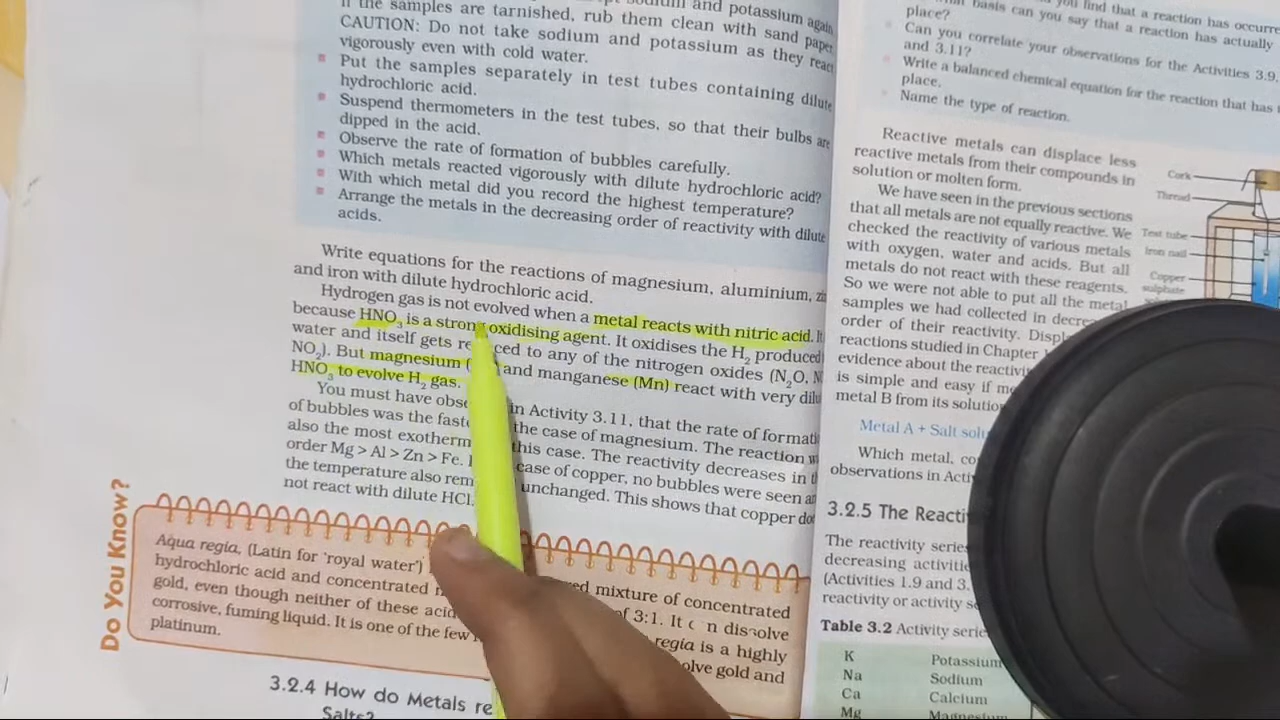 and potassium again
If the samples are tarnished, rub them clean with sand paper
CAUTION: Do not take sodium and potassium as they react
vigorously even with cold water.
Put the samples separately in test tubes containing dilute
hydrochloric acid.
Suspend thermometers in the test tubes, so that their bulbs are
dipped in the acid.
Observe the rate of formation of bubbles carefully.
Which metals reacted vigorously with dilute hydrochloric acid?
With which metal did you record the highest temperature?
Arrange the metals in the decreasing order of reactivity with dilute
acids.
Write equations for the reactions of magnesium, aluminium,
and iron with dilute hydrochloric acid.
Hydrogen gas is not evolved when a metal reacts with nitric acid. It
because HNO₃ is a strong oxidising agent. It oxidises the H₂ produced
water and itself gets to any of the nitrogen oxides (N₂O,
NO₂). But magnesium and manganese (Mn) react with very
HNO₃ to evolve H₂ gas.
You must have in Activity 3.11, that the rate of
of bubbles was the the case of magnesium. The reaction
also the most this case. The reactivity decreases in
order Mg > Al > Zn > Fe. case of copper, no bubbles were seen
the temperature also unchanged. This shows that copper
not react with dilute HCl.
Do You Know?
Aqua regia, (Latin for 'royal water') mixture of concentrated
hydrochloric acid and concentrated of 3:1. It dissolve
gold, even though neither of these regia is a highly
corrosive, fuming liquid. It is one of the few gold and
platinum.
3.2.4 How do Metals
Salts?
you find that a reaction has
basis can you say that a reaction has actually
place?
Can you correlate your observations for the Activities 3.9,
and 3.11?
Write a balanced chemical equation for the reaction that has
place.
Name the type of reaction.
Reactive metals can displace less
reactive metals from their compounds in
solution or molten form.
We have seen in the previous sections
that all metals are not equally reactive. We
checked the reactivity of various metals
with oxygen, water and acids. But all
metals do not react with these reagents.
So we were not able to put all the metal
samples we had collected in
order of their reactivity.
reactions studied in Chapter
evidence about the
is simple and easy if
metal B from its
Metal A + Salt
Which metal,
observations in
Cork
Thread
Test tube
Iron nail
Copper
sulphate
3.2.5 The
The reactivity series
decreasing
(Activities 1.9 and 3.
reactivity or activity
Table 3.2 Activity
K Potassium
Na Sodium
Ca Calcium
Mg Magnesium